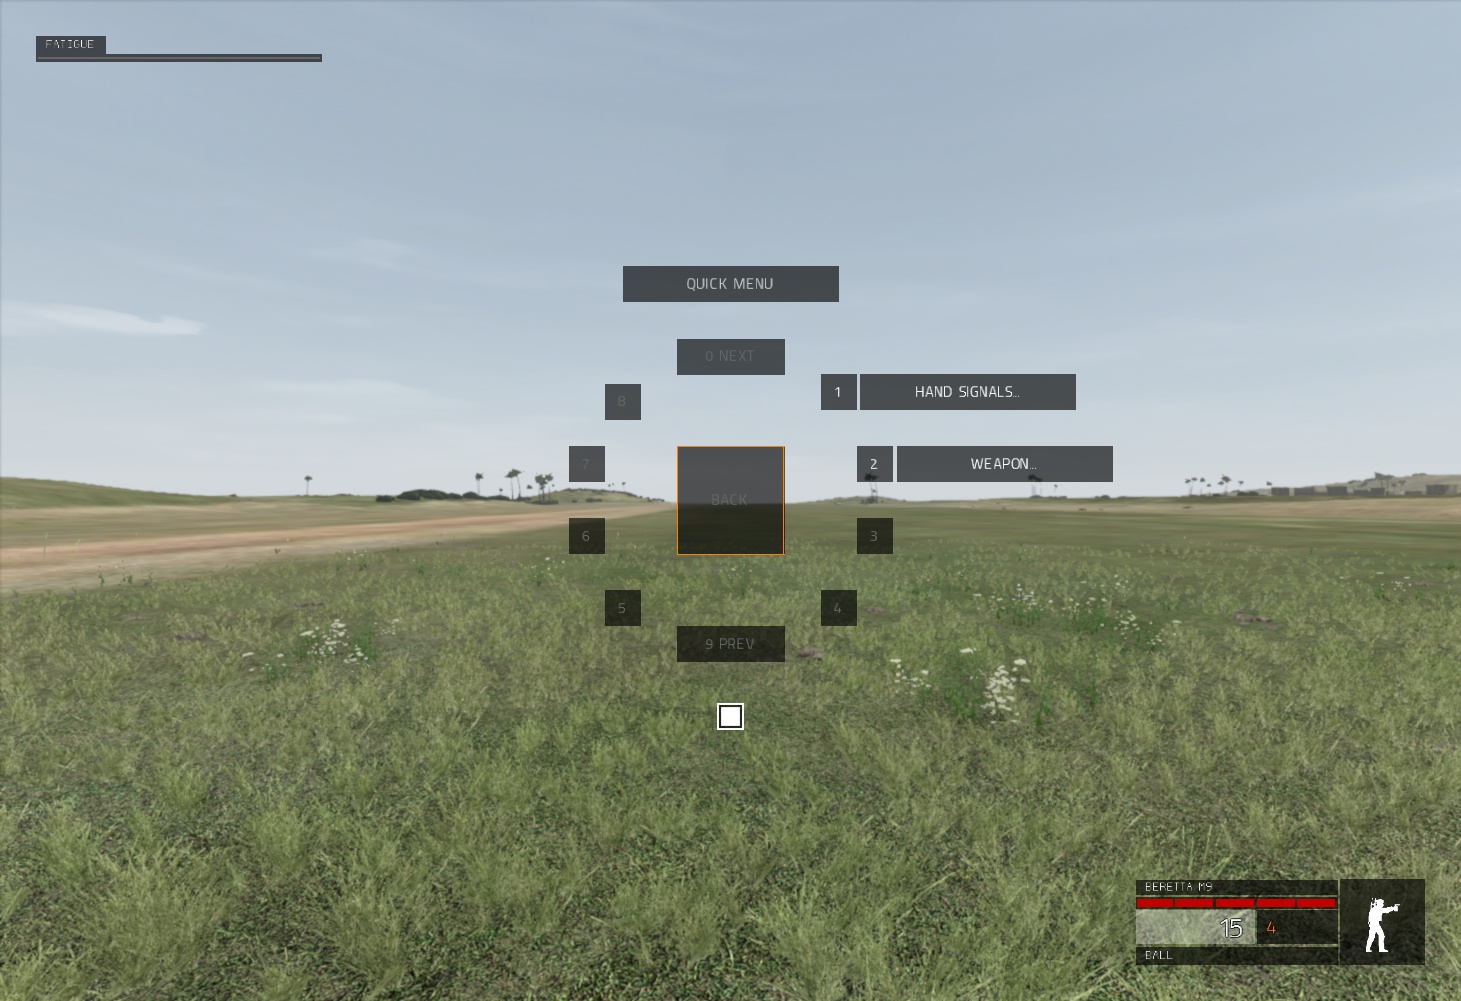 FATIGUE
QUICK MENU
0 NEXT
8
1 HAND SIGNALS...
7
2 WEAPON...
BACK
6
3
5
4
9 PREV
BERETTA M9
15 4
BALL